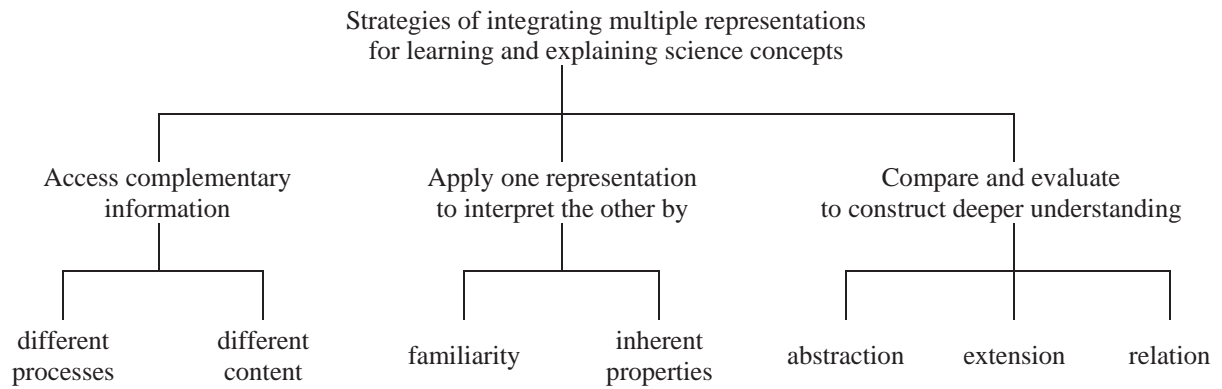 Strategies of integrating multiple representations
for learning and explaining science concepts
Access complementary
information
Apply one representation
to interpret the other by
Compare and evaluate
to construct deeper understanding
different
processes
different
content
familiarity
inherent
properties
abstraction
extension
relation